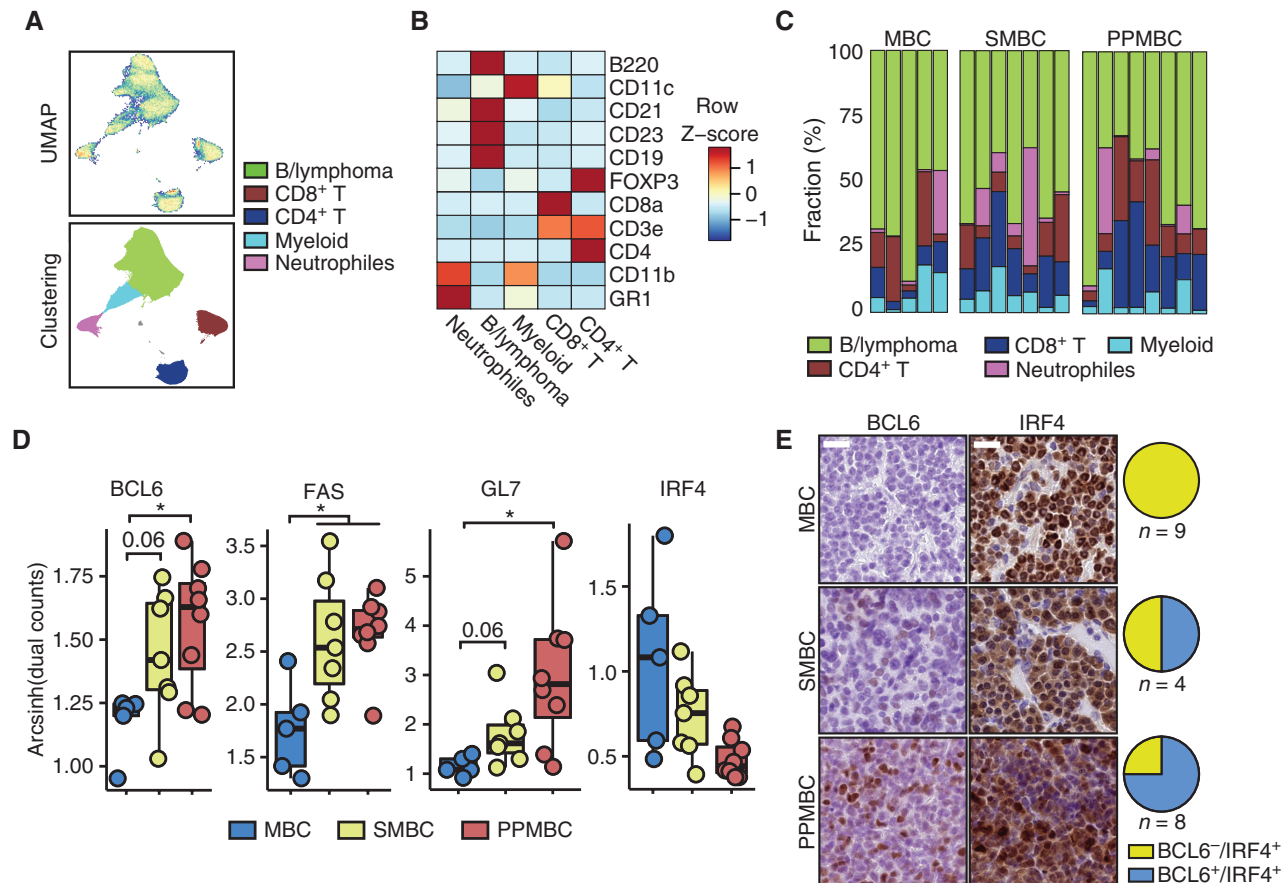 A
UMAP
Clustering
B/lymphoma
CD8+ T
CD4+ T
Myeloid
Neutrophiles
B
B220
CD11c
CD21
CD23
CD19
FOXP3
CD8a
CD3e
CD4
CD11b
GR1
Neutrophiles
B/lymphoma
Myeloid
CD8+ T
CD4+ T
Row
Z-score
1
0
−1
C
MBC SMBC PPMBC
Fraction (%)
100
75
50
25
0
B/lymphoma CD8+ T Myeloid
CD4+ T Neutrophiles
D
Arcsinh(dual counts)
BCL6
*
0.06
1.75
1.50
1.25
1.00
FAS
*
3.5
3.0
2.5
2.0
1.5
GL7
*
0.06
5
4
3
2
1
IRF4
1.5
1.0
0.5
MBC SMBC PPMBC
E
BCL6 IRF4
MBC
n = 9
SMBC
n = 4
PPMBC
n = 8
BCL6−/IRF4+
BCL6+/IRF4+